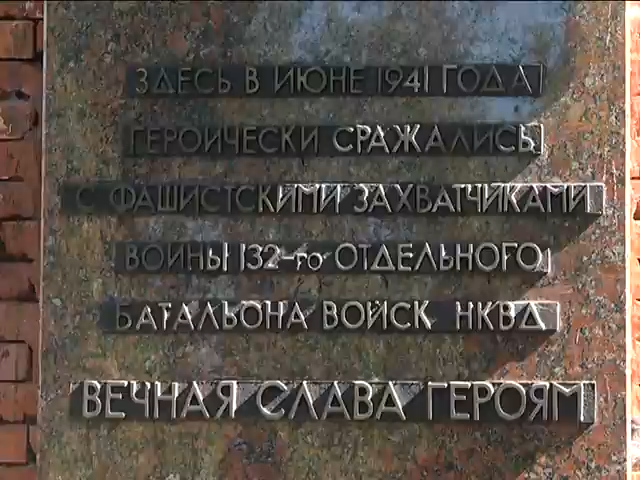 ЗДЕСЬ В ИЮНЕ 1941 ГОДА
ГЕРОИЧЕСКИ СРАЖАЛИСЬ
С ФАШИСТСКИМИ ЗАХВАТЧИКАМИ
ВОИНЫ 132-ГО ОТДЕЛЬНОГО
БАТАЛЬОНА ВОЙСК НКВД
ВЕЧНАЯ СЛАВА ГЕРОЯМ